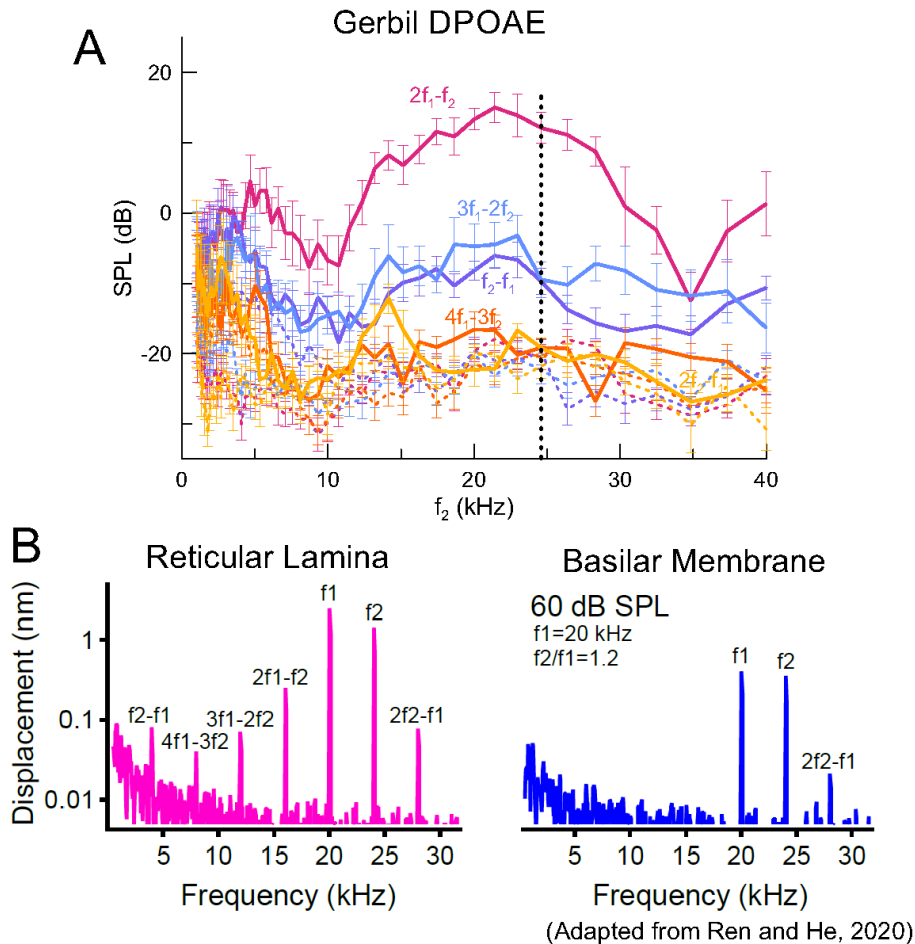 Gerbil DPOAE
A
20
0
-20
SPL (dB)
2f₁-f₂
3f₁-2f₂
f₂-f₁
4f₁-3f₂
0
10
20
30
40
f₂ (kHz)
B
Reticular Lamina
Basilar Membrane
Displacement (nm)
1
0.1
0.01
f2-f1
4f1-3f2
3f1-2f2
2f1-f2
f1
f2
2f2-f1
5 10 15 20 25 30
Frequency (kHz)
60 dB SPL
f1=20 kHz
f2/f1=1.2
f1
f2
2f2-f1
5 10 15 20 25 30
Frequency (kHz)
(Adapted from Ren and He, 2020)